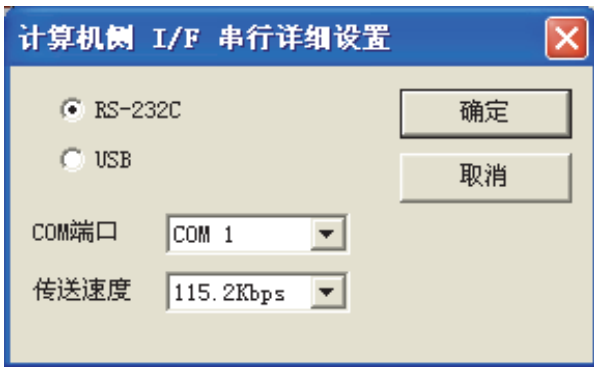 计算机侧 I/F 串行详细设置
RS-232C
确定
USB
取消
COM端口 COM 1
传送速度 115.2Kbps